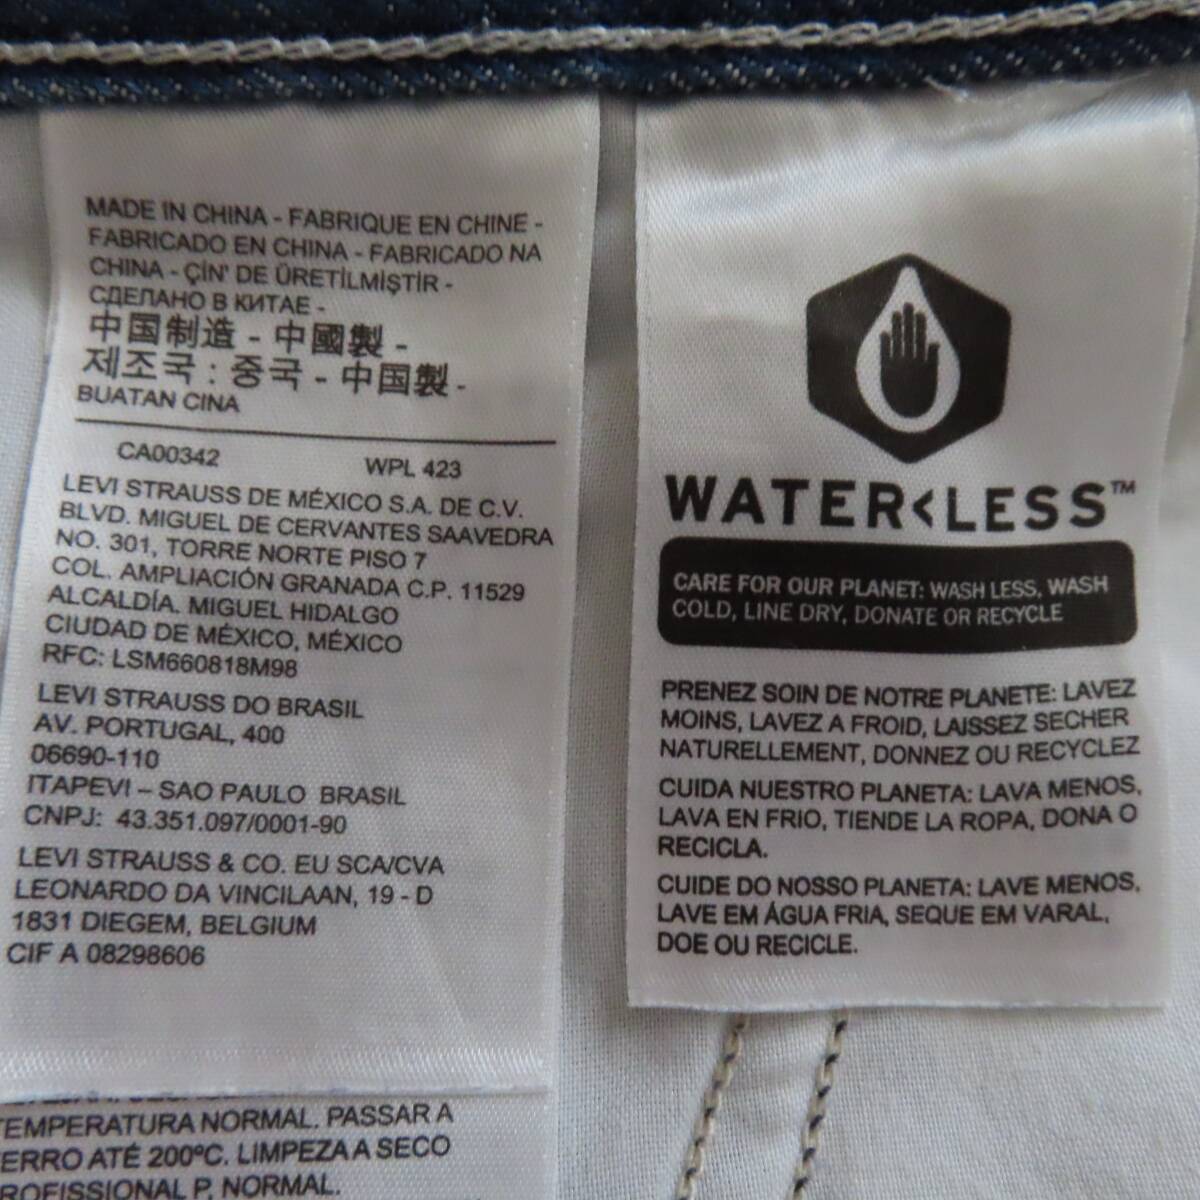 MADE IN CHINA - FABRIQUE EN CHINE -
FABRICADO EN CHINA - FABRICADO NA
CHINA - ÇİN' DE ÜRETİLMİŞTİR -
СДЕЛАНО В КИТАЕ -
中国制造 - 中國製 -
제조국 : 중국 - 中国製 -
BUATAN CINA
CA00342 WPL 423
LEVI STRAUSS DE MÉXICO S.A. DE C.V.
BLVD. MIGUEL DE CERVANTES SAAVEDRA
NO. 301, TORRE NORTE PISO 7
COL. AMPLIACIÓN GRANADA C.P. 11529
ALCALDÍA. MIGUEL HIDALGO
CIUDAD DE MÉXICO, MÉXICO
RFC: LSM660818M98
LEVI STRAUSS DO BRASIL
AV. PORTUGAL, 400
06690-110
ITAPEVI – SAO PAULO BRASIL
CNPJ: 43.351.097/0001-90
LEVI STRAUSS & CO. EU SCA/CVA
LEONARDO DA VINCILAAN, 19 - D
1831 DIEGEM, BELGIUM
CIF A 08298606
TEMPERATURA NORMAL. PASSAR A
FERRO ATÉ 200ºC. LIMPEZA A SECO
PROFISSIONAL P, NORMAL.
WATER<LESS™
CARE FOR OUR PLANET: WASH LESS, WASH
COLD, LINE DRY, DONATE OR RECYCLE
PRENEZ SOIN DE NOTRE PLANETE: LAVEZ
MOINS, LAVEZ A FROID, LAISSEZ SECHER
NATURELLEMENT, DONNEZ OU RECYCLEZ
CUIDA NUESTRO PLANETA: LAVA MENOS,
LAVA EN FRIO, TIENDE LA ROPA, DONA O
RECICLA.
CUIDE DO NOSSO PLANETA: LAVE MENOS,
LAVE EM ÁGUA FRIA, SEQUE EM VARAL,
DOE OU RECICLE.